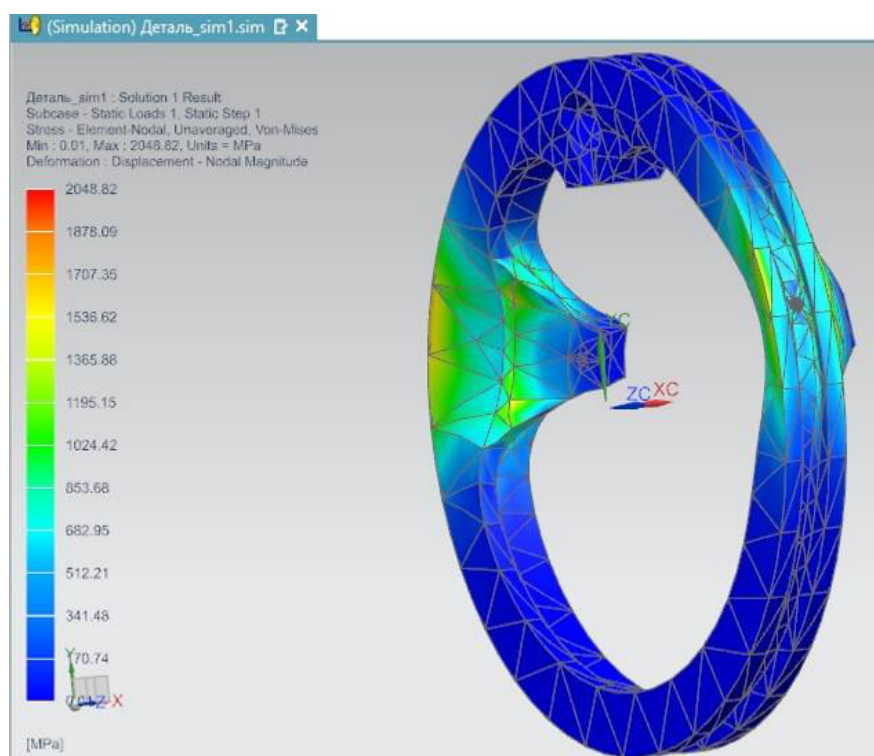 (Simulation) Деталь_sim1.sim
Деталь_sim1 : Solution 1 Result
Subcase - Static Loads 1, Static Step 1
Stress - Element-Nodal, Unaveraged, Von-Mises
Min : 0.01, Max : 2048.82, Units = MPa
Deformation : Displacement - Nodal Magnitude
2048.82
1878.09
1707.35
1536.62
1365.88
1195.15
1024.42
853.68
682.95
512.21
341.48
170.74
Y
Z
X
[MPa]
YC
ZC
XC